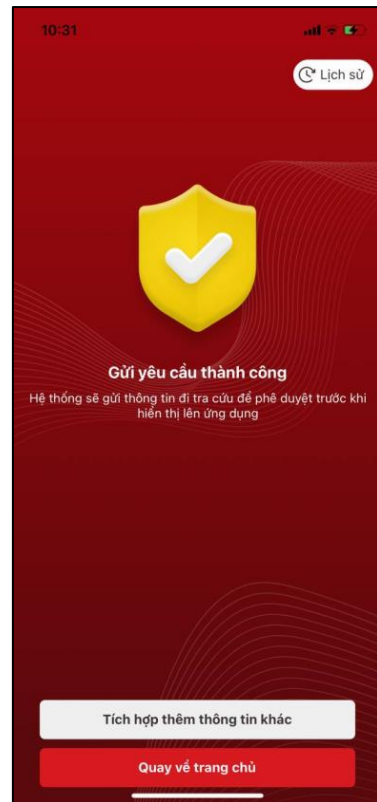 10:31
Lịch sử
Gửi yêu cầu thành công
Hệ thống sẽ gửi thông tin đi tra cứu để phê duyệt trước khi
hiển thị lên ứng dụng
Tích hợp thêm thông tin khác
Quay về trang chủ